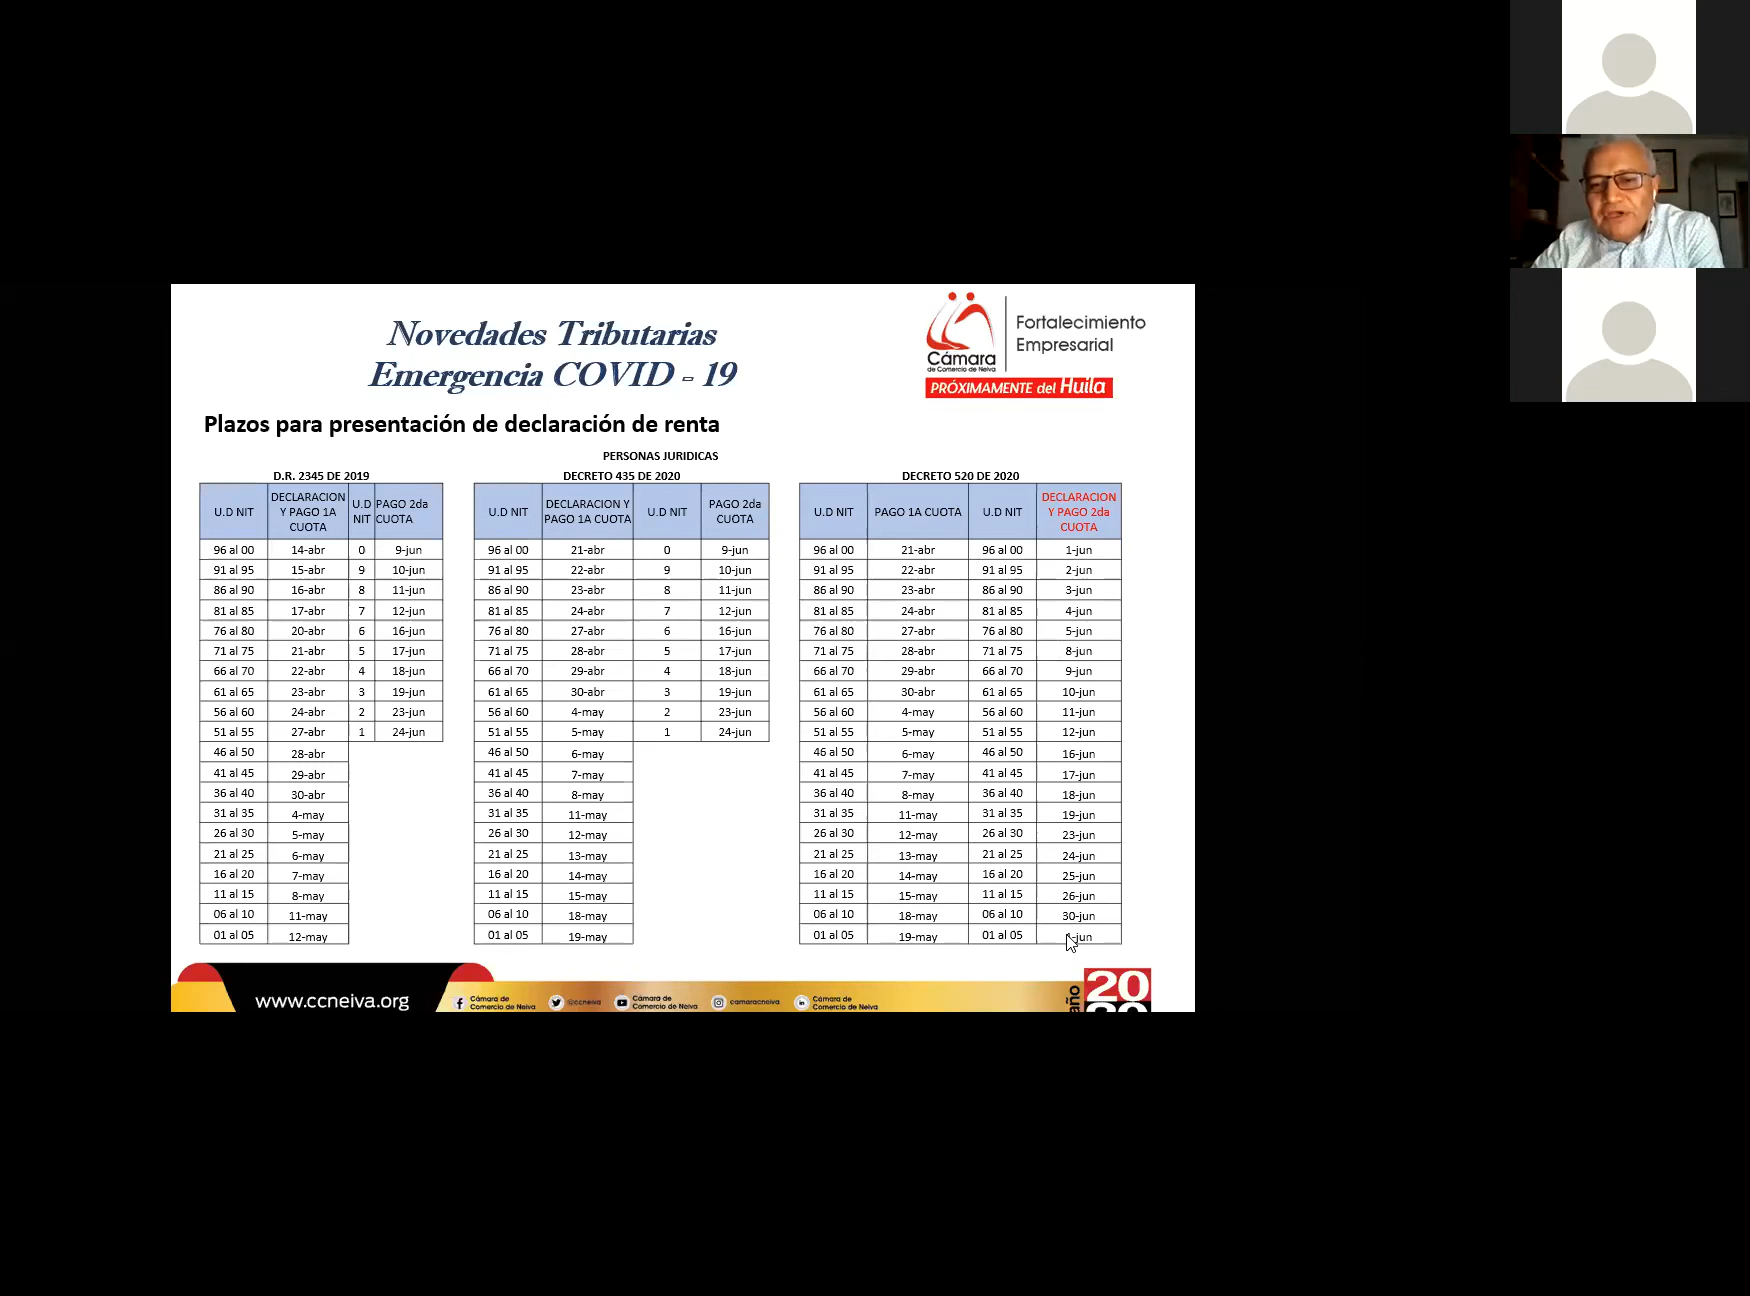 Novedades Tributarias
Emergencia COVID - 19
Cámara
de Comercio de Neiva
Fortalecimiento
Empresarial
PRÓXIMAMENTE del Huila
Plazos para presentación de declaración de renta
PERSONAS JURIDICAS
D.R. 2345 DE 2019
U.D NIT DECLARACION Y PAGO 1A CUOTA U.D NIT PAGO 2da CUOTA
96 al 00 14-abr 0 9-jun
91 al 95 15-abr 9 10-jun
86 al 90 16-abr 8 11-jun
81 al 85 17-abr 7 12-jun
76 al 80 20-abr 6 16-jun
71 al 75 21-abr 5 17-jun
66 al 70 22-abr 4 18-jun
61 al 65 23-abr 3 19-jun
56 al 60 24-abr 2 23-jun
51 al 55 27-abr 1 24-jun
46 al 50 28-abr
41 al 45 29-abr
36 al 40 30-abr
31 al 35 4-may
26 al 30 5-may
21 al 25 6-may
16 al 20 7-may
11 al 15 8-may
06 al 10 11-may
01 al 05 12-may
DECRETO 435 DE 2020
U.D NIT DECLARACION Y PAGO 1A CUOTA U.D NIT PAGO 2da CUOTA
96 al 00 21-abr 0 9-jun
91 al 95 22-abr 9 10-jun
86 al 90 23-abr 8 11-jun
81 al 85 24-abr 7 12-jun
76 al 80 27-abr 6 16-jun
71 al 75 28-abr 5 17-jun
66 al 70 29-abr 4 18-jun
61 al 65 30-abr 3 19-jun
56 al 60 4-may 2 23-jun
51 al 55 5-may 1 24-jun
46 al 50 6-may
41 al 45 7-may
36 al 40 8-may
31 al 35 11-may
26 al 30 12-may
21 al 25 13-may
16 al 20 14-may
11 al 15 15-may
06 al 10 18-may
01 al 05 19-may
DECRETO 520 DE 2020
U.D NIT PAGO 1A CUOTA U.D NIT DECLARACION Y PAGO 2da CUOTA
96 al 00 21-abr 96 al 00 1-jun
91 al 95 22-abr 91 al 95 2-jun
86 al 90 23-abr 86 al 90 3-jun
81 al 85 24-abr 81 al 85 4-jun
76 al 80 27-abr 76 al 80 5-jun
71 al 75 28-abr 71 al 75 8-jun
66 al 70 29-abr 66 al 70 9-jun
61 al 65 30-abr 61 al 65 10-jun
56 al 60 4-may 56 al 60 11-jun
51 al 55 5-may 51 al 55 12-jun
46 al 50 6-may 46 al 50 16-jun
41 al 45 7-may 41 al 45 17-jun
36 al 40 8-may 36 al 40 18-jun
31 al 35 11-may 31 al 35 19-jun
26 al 30 12-may 26 al 30 23-jun
21 al 25 13-may 21 al 25 24-jun
16 al 20 14-may 16 al 20 25-jun
11 al 15 15-may 11 al 15 26-jun
06 al 10 18-may 06 al 10 30-jun
01 al 05 19-may 01 al 05
www.ccneiva.org
Cámara de
Comercio de Neiva
@ccneiva
Cámara de
Comercio de Neiva
camaraccneiva
Cámara de
Comercio de Neiva
año
20